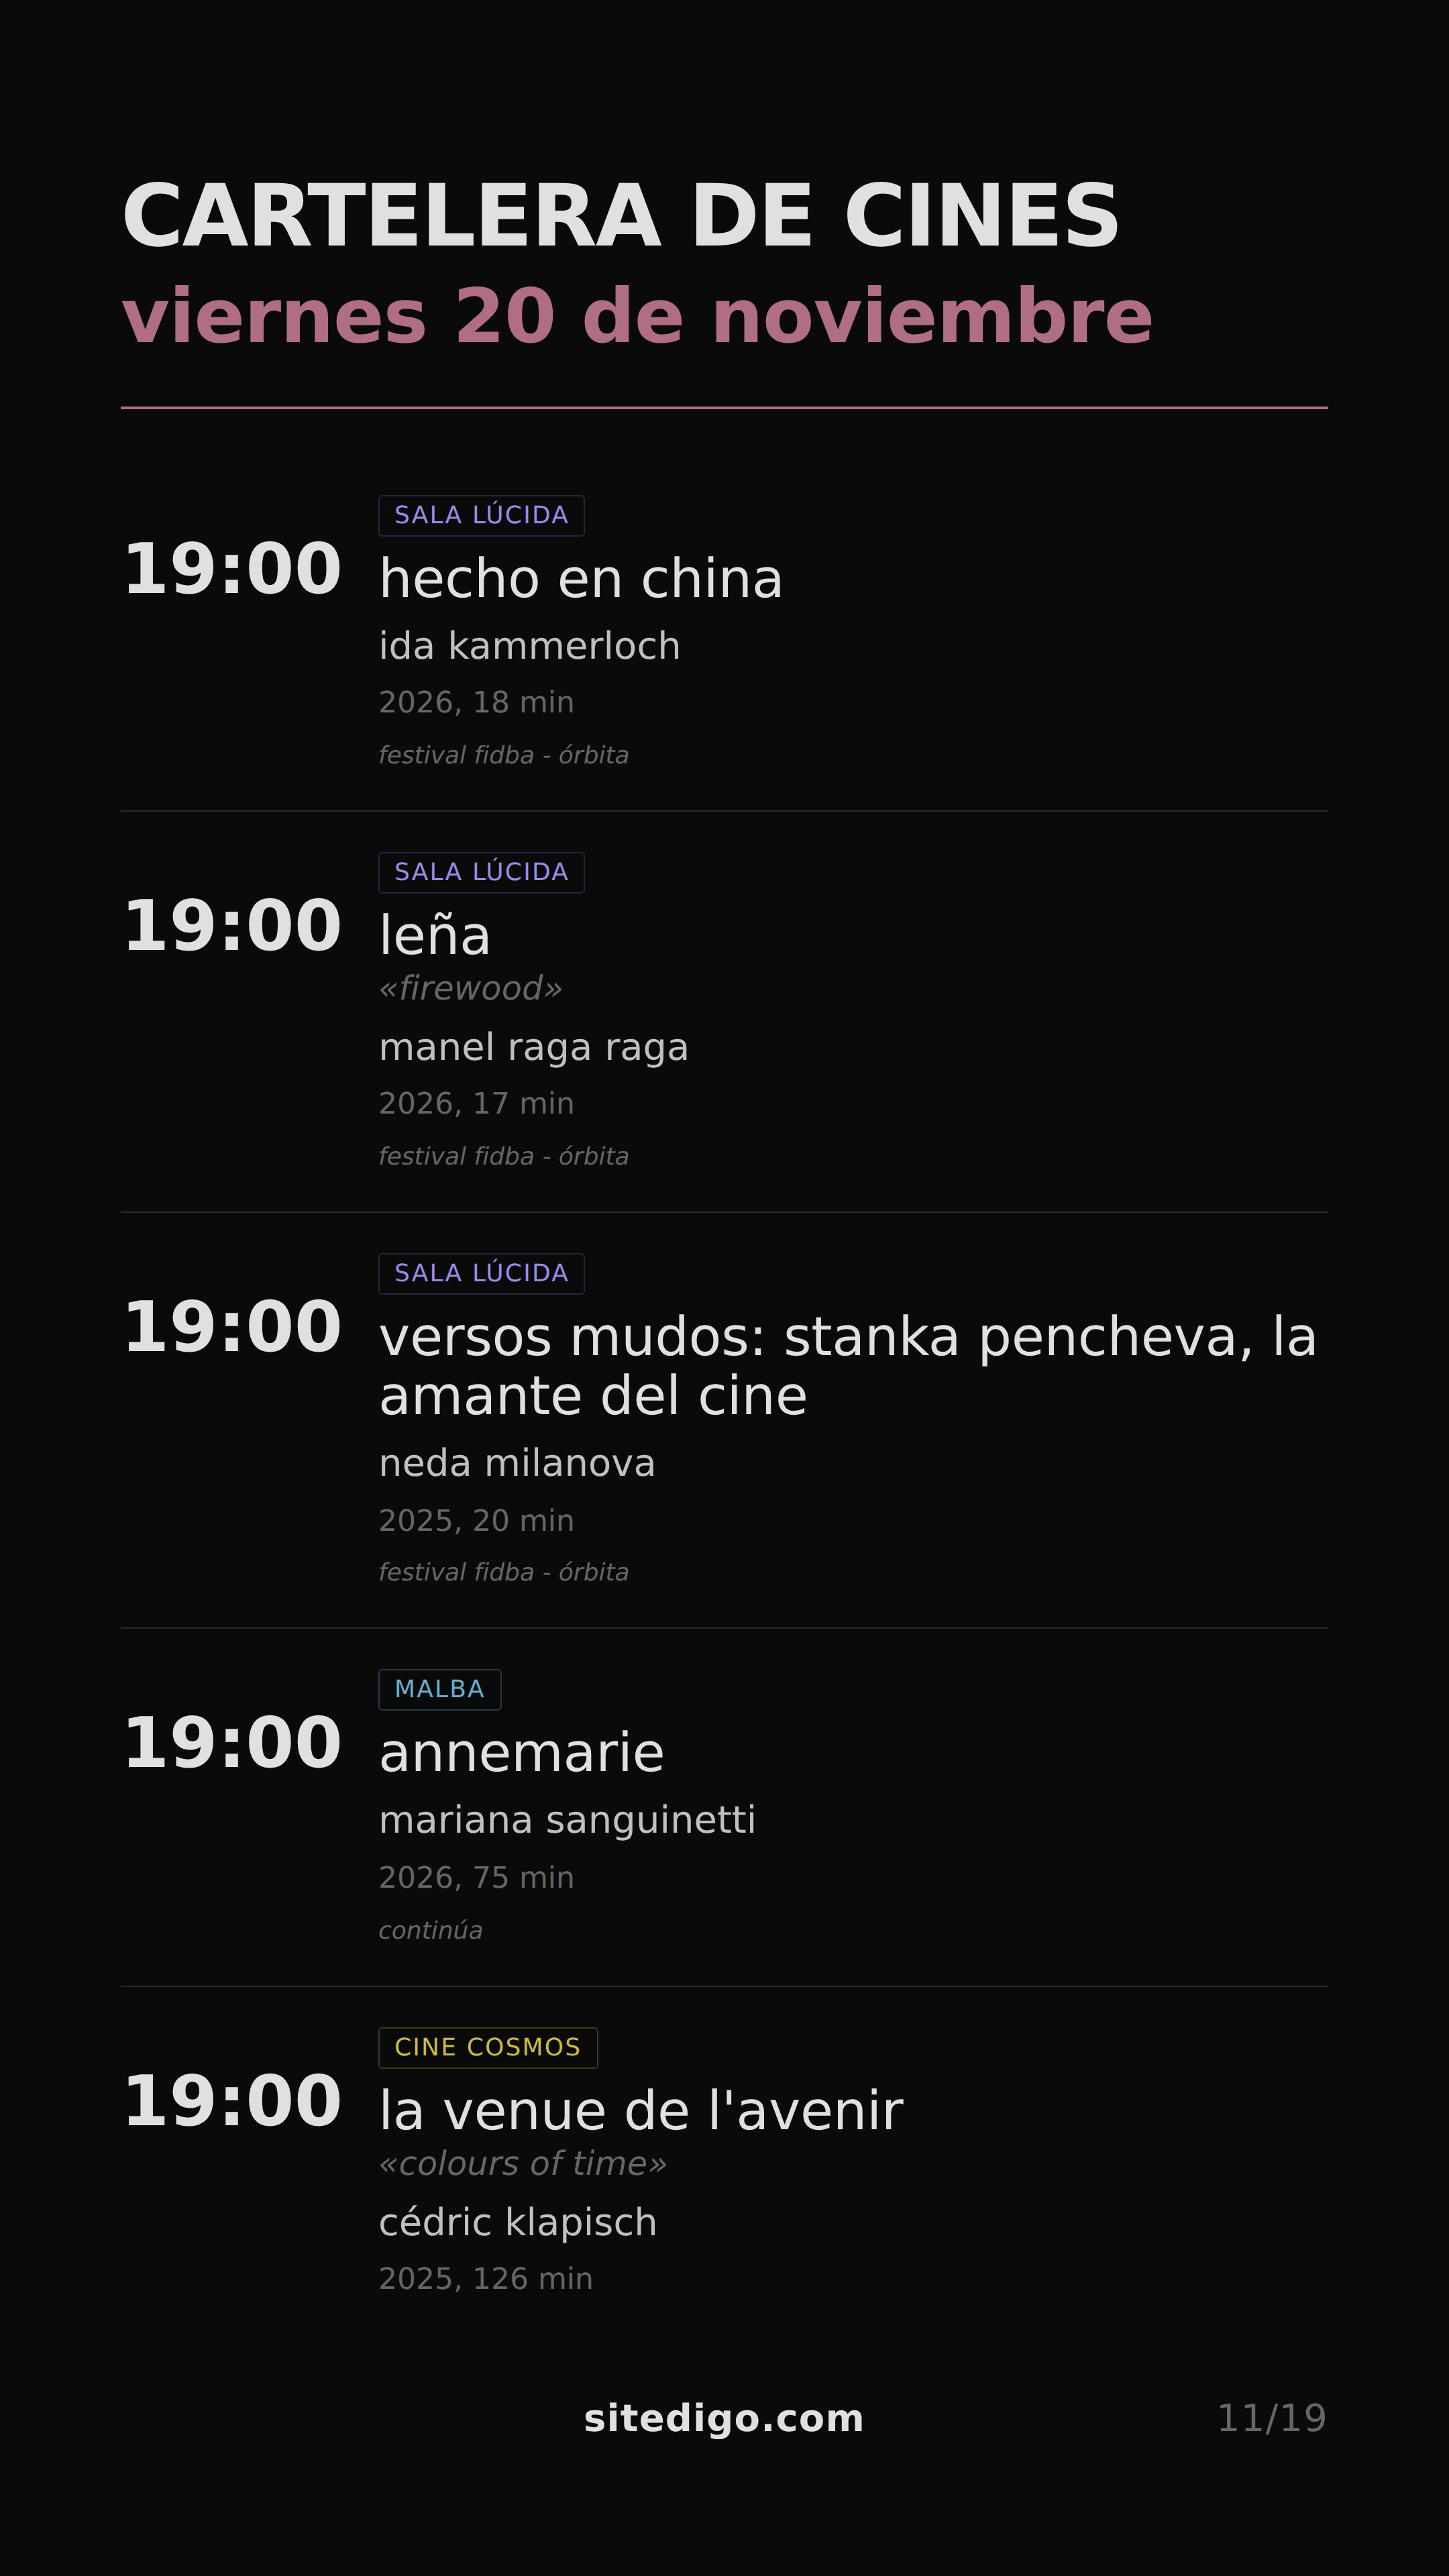 CARTELERA DE CINES
viernes 20 de noviembre
SALA LÚCIDA
19:00
hecho en china
ida kammerloch
2026, 18 min
festival fidba - órbita
SALA LÚCIDA
19:00
leña
«firewood»
manel raga raga
2026, 17 min
festival fidba - órbita
SALA LÚCIDA
19:00
versos mudos: stanka pencheva, la
amante del cine
neda milanova
2025, 20 min
festival fidba - órbita
MALBA
19:00
annemarie
mariana sanguinetti
2026, 75 min
continúa
CINE COSMOS
19:00
la venue de l'avenir
«colours of time»
cédric klapisch
2025, 126 min
sitedigo.com
11/19